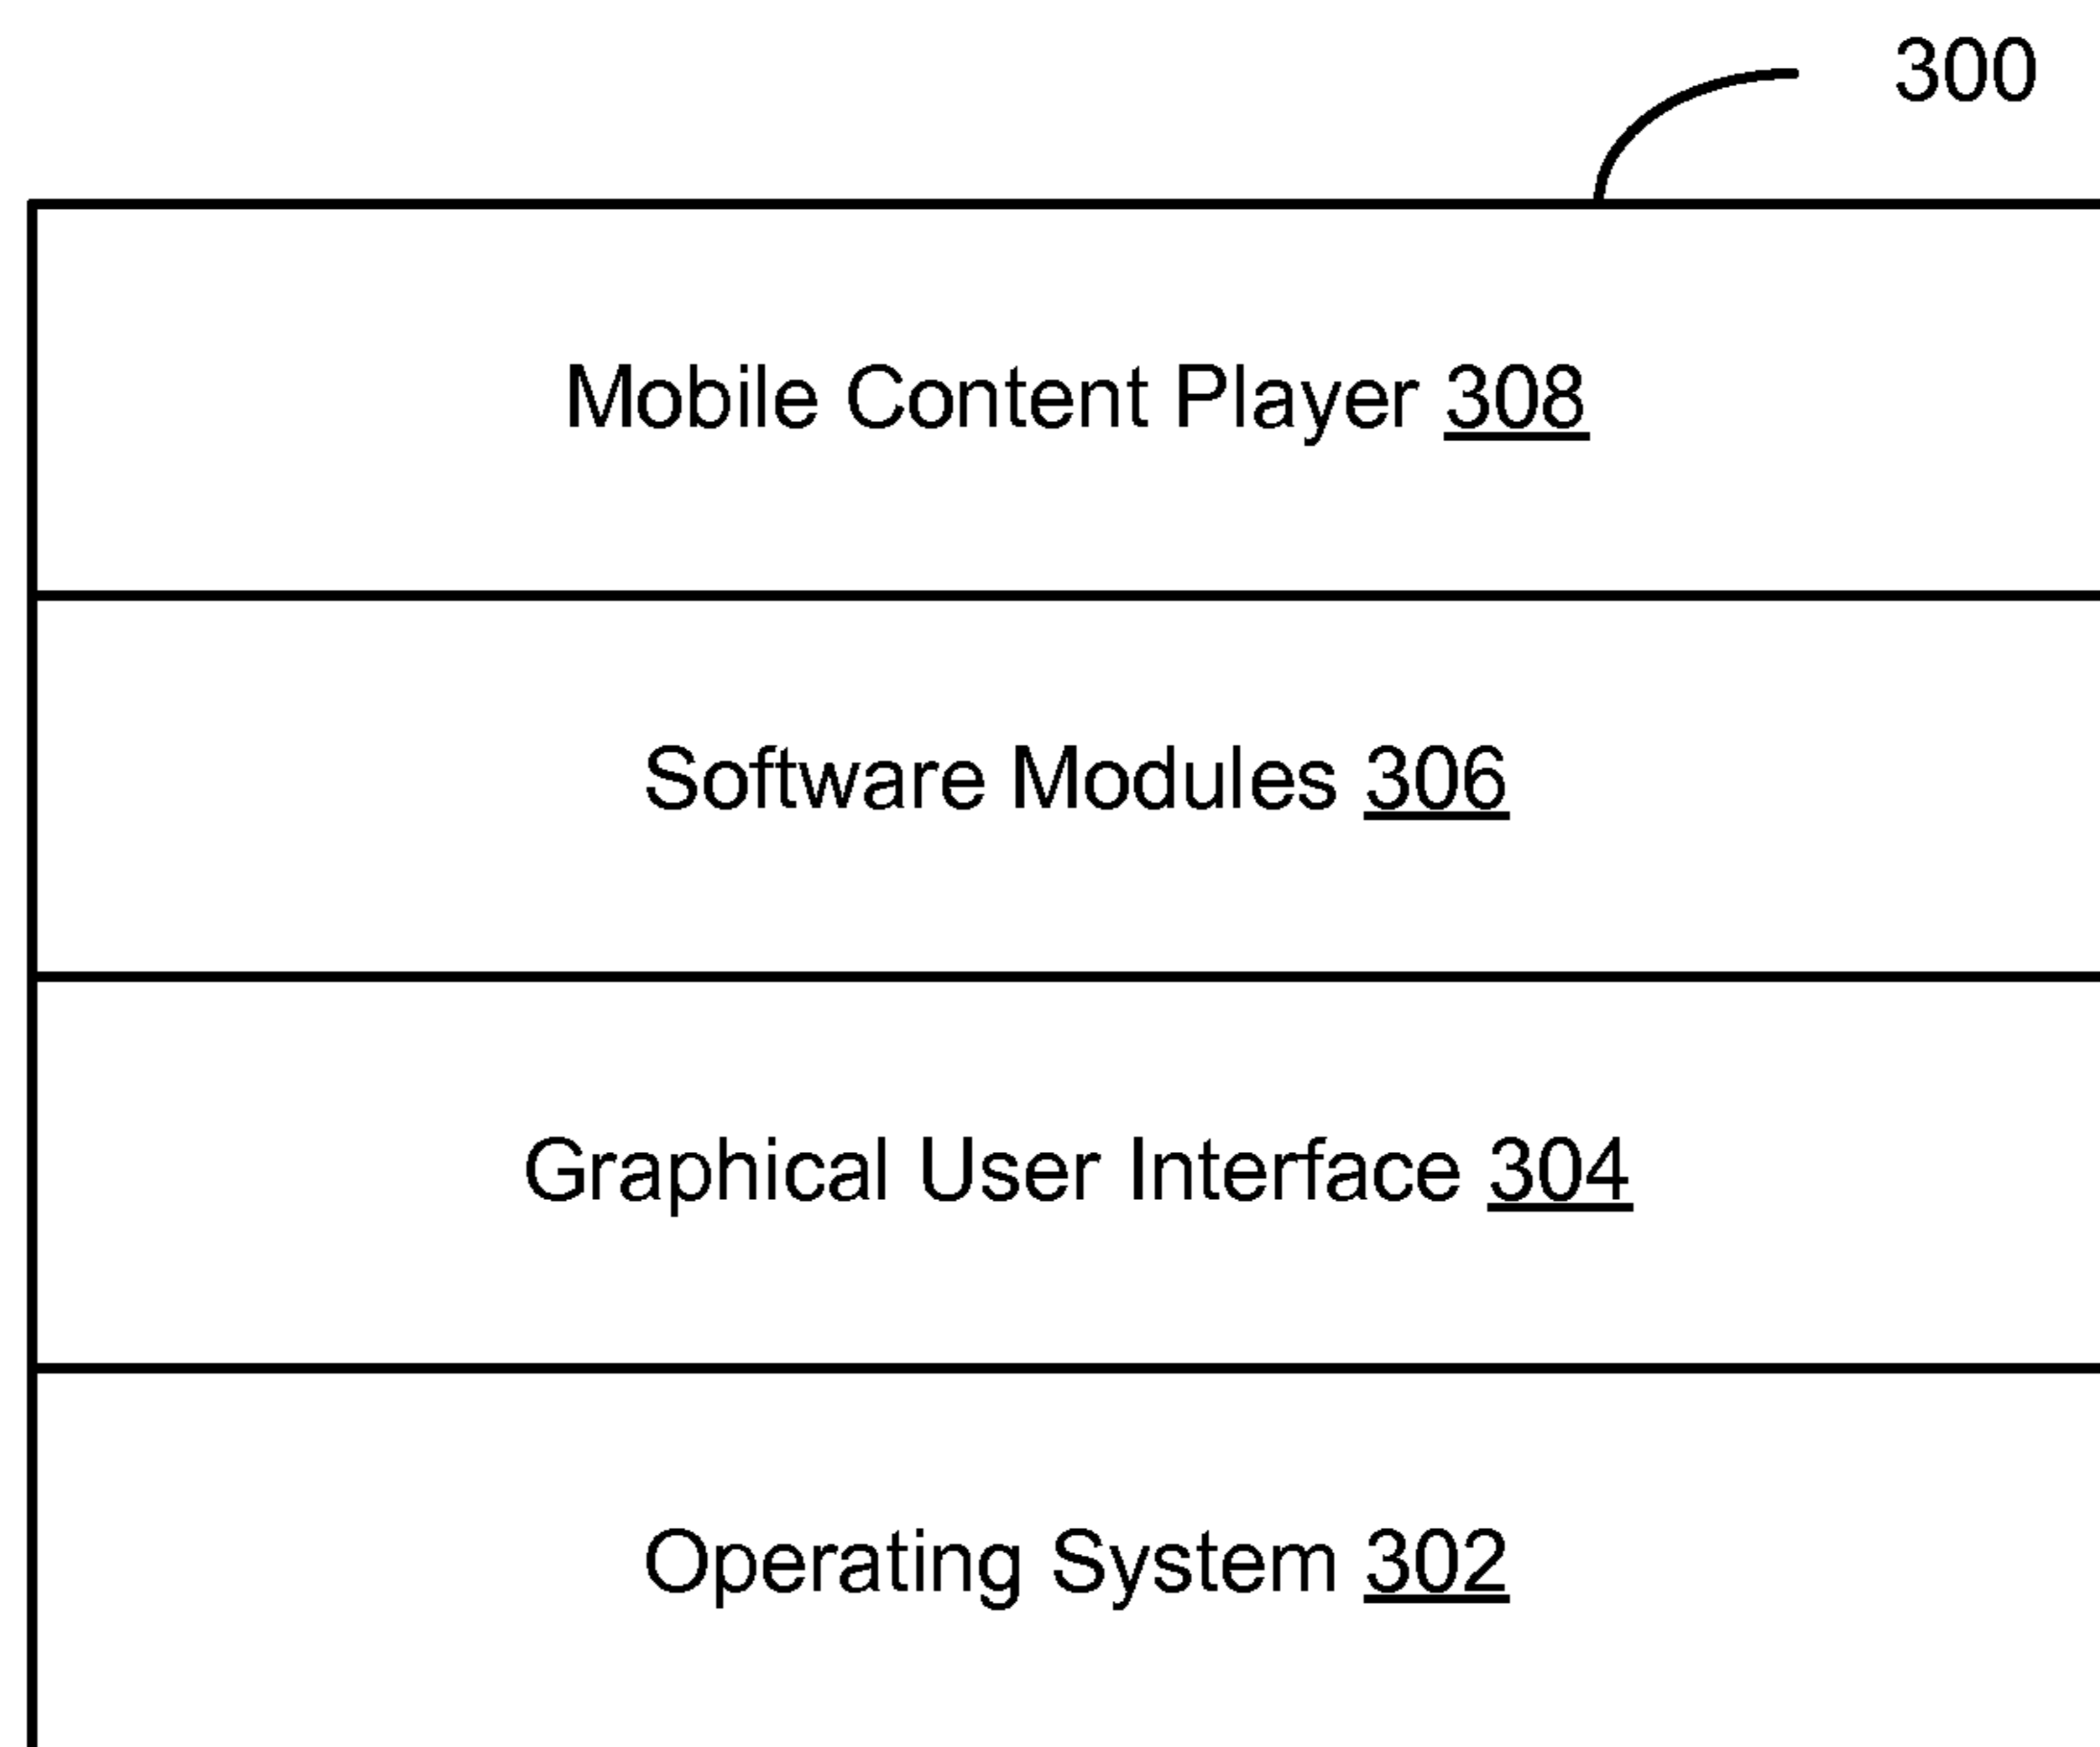 300
Mobile Content Player 308
Software Modules 306
Graphical User Interface 304
Operating System 302